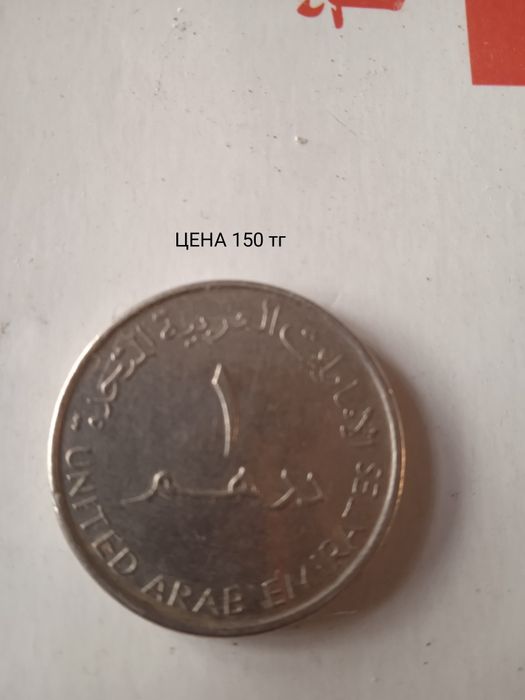 ЦЕНА 150 тг
الإمارات العربية المتحدة
١
درهم
UNITED ARAB EMIRATES